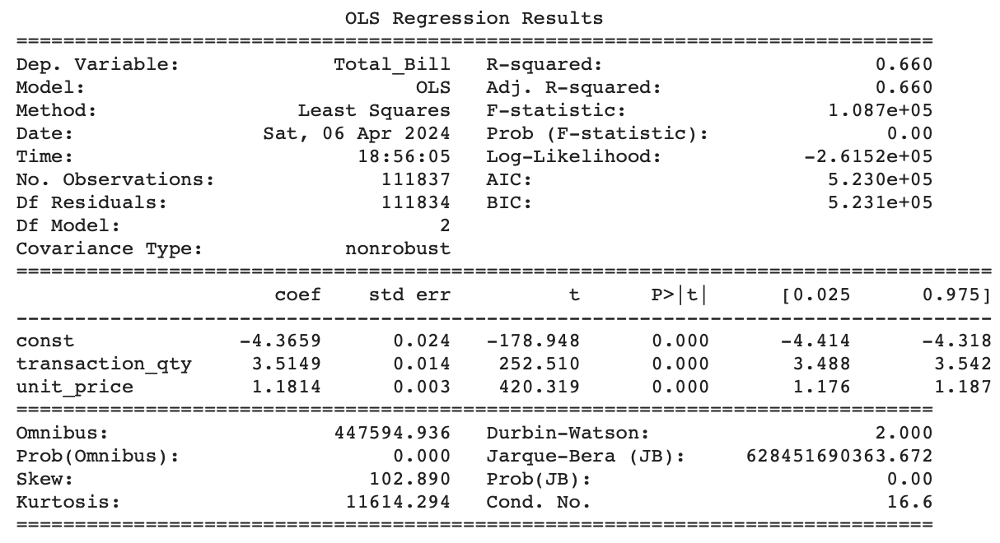 OLS Regression Results
==============================================================================
Dep. Variable: Total_Bill R-squared: 0.660
Model: OLS Adj. R-squared: 0.660
Method: Least Squares F-statistic: 1.087e+05
Date: Sat, 06 Apr 2024 Prob (F-statistic): 0.00
Time: 18:56:05 Log-Likelihood: -2.6152e+05
No. Observations: 111837 AIC: 5.230e+05
Df Residuals: 111834 BIC: 5.231e+05
Df Model: 2
Covariance Type: nonrobust
===================================================================================
coef std err t P>|t| [0.025 0.975]
-----------------------------------------------------------------------------------
const -4.3659 0.024 -178.948 0.000 -4.414 -4.318
transaction_qty 3.5149 0.014 252.510 0.000 3.488 3.542
unit_price 1.1814 0.003 420.319 0.000 1.176 1.187
==============================================================================
Omnibus: 447594.936 Durbin-Watson: 2.000
Prob(Omnibus): 0.000 Jarque-Bera (JB): 628451690363.672
Skew: 102.890 Prob(JB): 0.00
Kurtosis: 11614.294 Cond. No. 16.6
==============================================================================